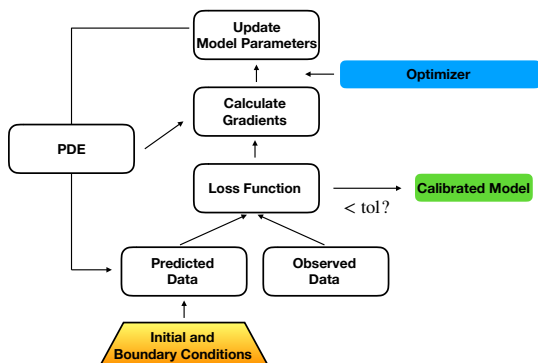 Update
Model Parameters
Optimizer
Calculate
Gradients
PDE
Loss Function
Calibrated Model
< tol?
Predicted
Data
Observed
Data
Initial and
Boundary Conditions